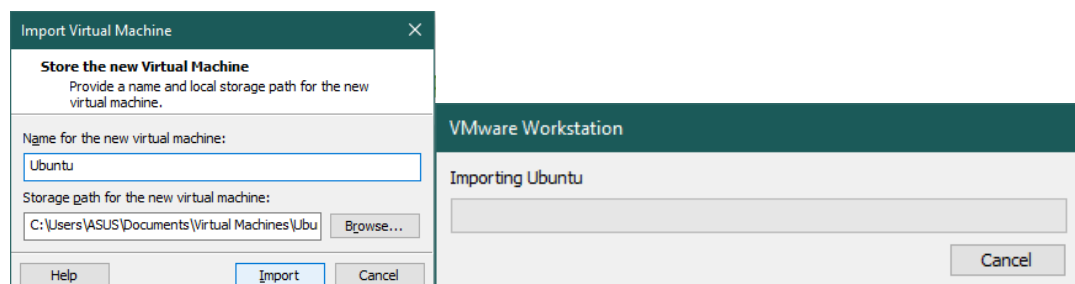 Import Virtual Machine
Store the new Virtual Machine
Provide a name and local storage path for the new
virtual machine.
Name for the new virtual machine:
Ubuntu
Storage path for the new virtual machine:
C:\Users\ASUS\Documents\Virtual Machines\Ubu Browse...
Help Import Cancel
VMware Workstation
Importing Ubuntu
Cancel